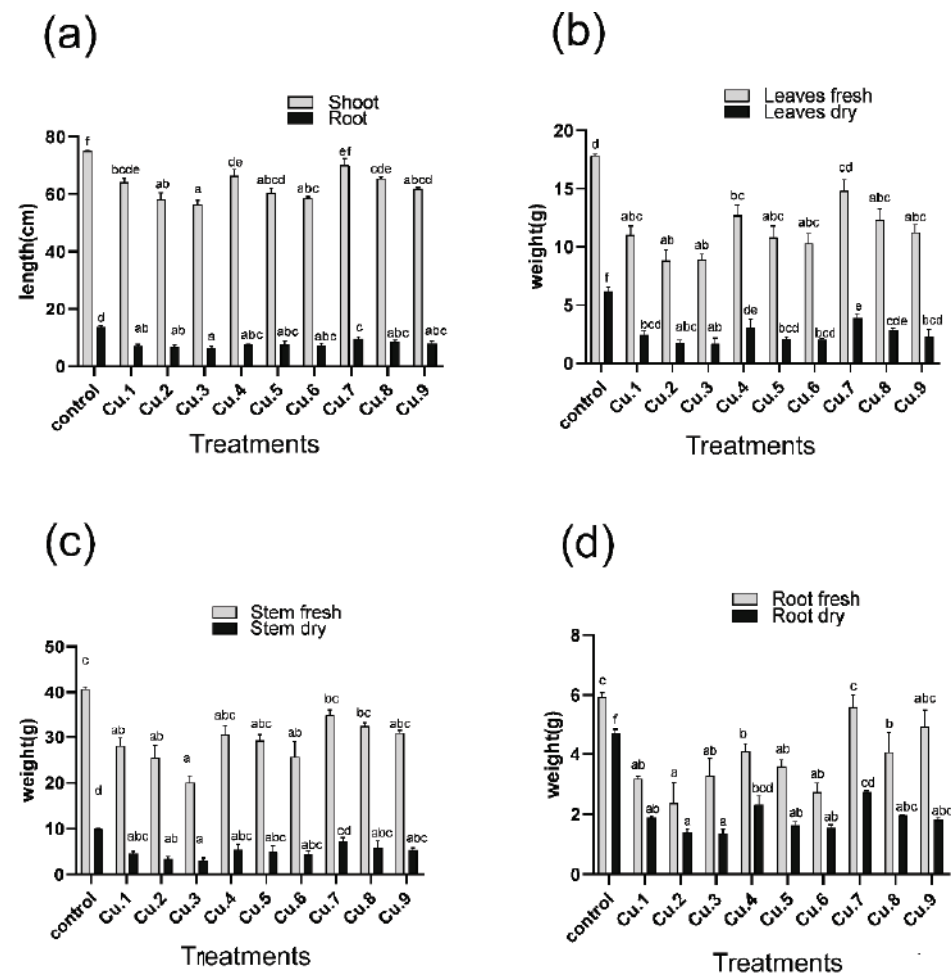 (a)
Shoot
Root
length(cm)
80
60
40
20
0
f
d
bcde
ab
ab
ab
a
a
de
abc
abcd
abc
abc
abc
ef
c
cde
abc
abcd
abc
control
Cu.1
Cu.2
Cu.3
Cu.4
Cu.5
Cu.6
Cu.7
Cu.8
Cu.9
Treatments
(b)
Leaves fresh
Leaves dry
weight(g)
20
15
10
5
0
d
f
abc
bcd
ab
abc
ab
ab
bc
de
abc
bcd
abc
bcd
cd
e
abc
cde
abc
bcd
control
Cu.1
Cu.2
Cu.3
Cu.4
Cu.5
Cu.6
Cu.7
Cu.8
Cu.9
Treatments
(c)
Stem fresh
Stem dry
weight(g)
50
40
30
20
10
0
c
d
ab
abc
ab
ab
a
a
abc
abc
abc
abc
ab
abc
bc
cd
bc
abc
abc
abc
control
Cu.1
Cu.2
Cu.3
Cu.4
Cu.5
Cu.6
Cu.7
Cu.8
Cu.9
Treatments
(d)
Root fresh
Root dry
weight(g)
8
6
4
2
0
c
f
ab
ab
a
a
ab
a
b
bcd
ab
ab
ab
ab
c
cd
b
abc
abc
abc
control
Cu.1
Cu.2
Cu.3
Cu.4
Cu.5
Cu.6
Cu.7
Cu.8
Cu.9
Treatments